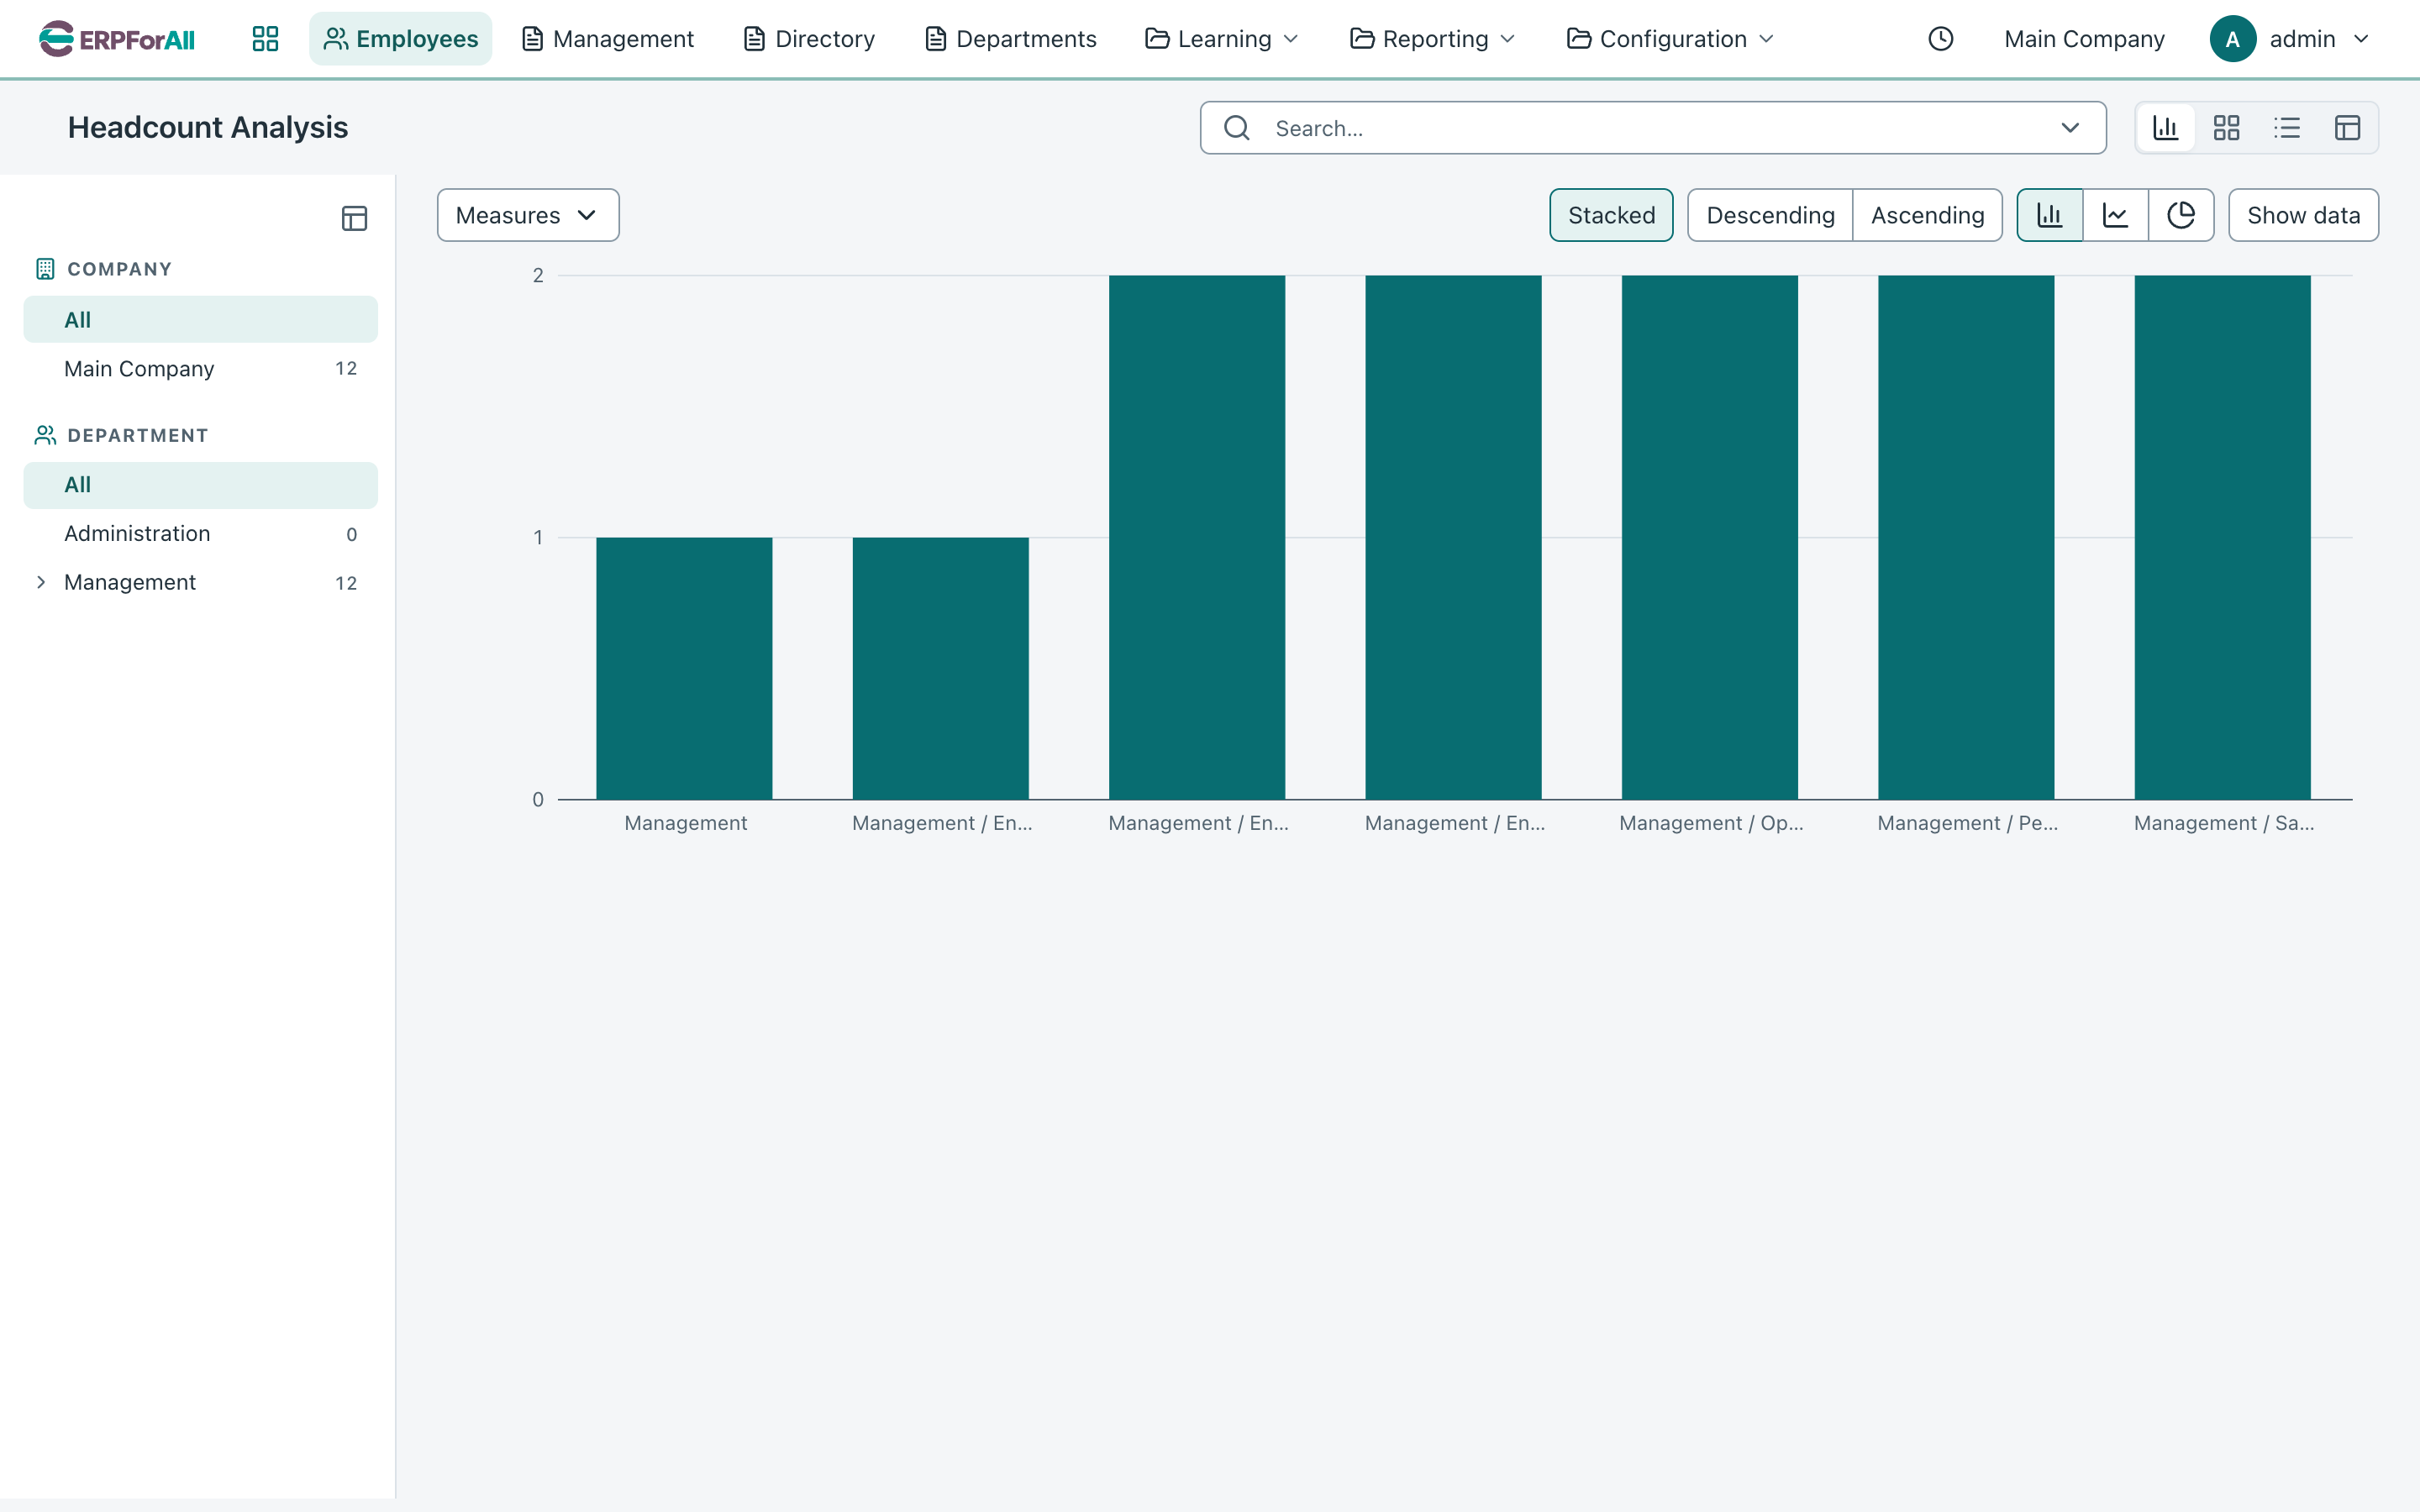 ERPForAll
Employees
Management
Directory
Departments
Learning
Reporting
Configuration
Main Company
A
admin
Headcount Analysis
Search...
COMPANY
All
Main Company 12
DEPARTMENT
All
Administration 0
Management 12
Measures
Stacked
Descending
Ascending
Show data
2
1
0
Management
Management / En...
Management / En...
Management / En...
Management / Op...
Management / Pe...
Management / Sa...